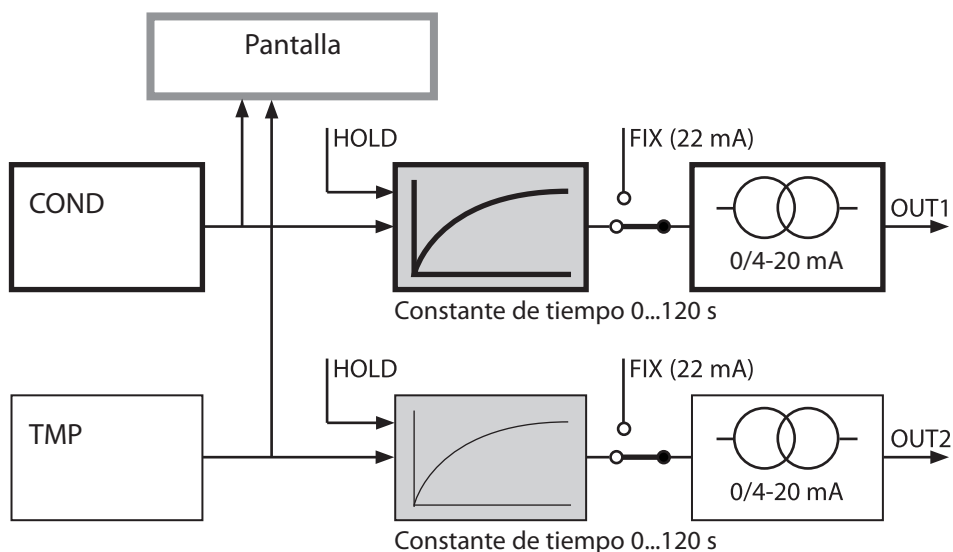 Pantalla
HOLD
FIX (22 mA)
COND
OUT1
0/4-20 mA
Constante de tiempo 0...120 s
HOLD
FIX (22 mA)
TMP
OUT2
0/4-20 mA
Constante de tiempo 0...120 s